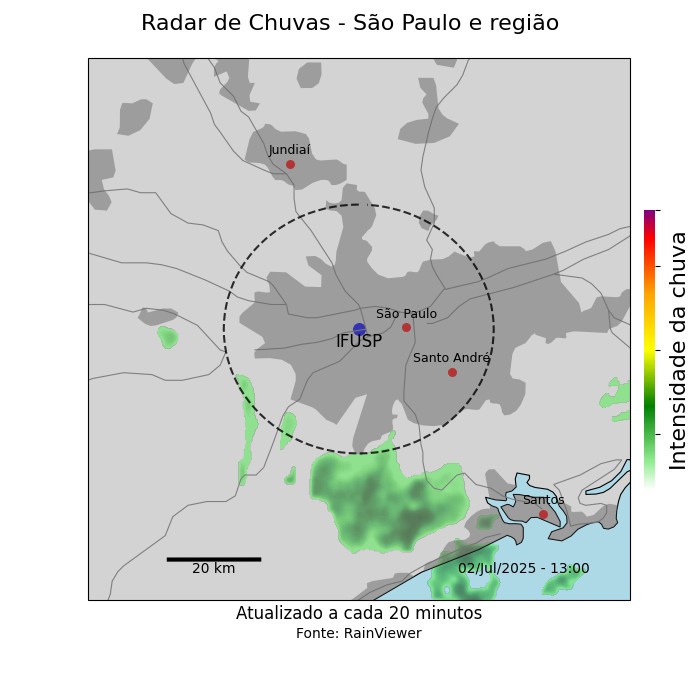 Radar de Chuvas - São Paulo e região
Jundiaí
São Paulo
IFUSP
Santo André
Santos
20 km
02/Jul/2025 - 13:00
Intensidade da chuva
Atualizado a cada 20 minutos
Fonte: RainViewer